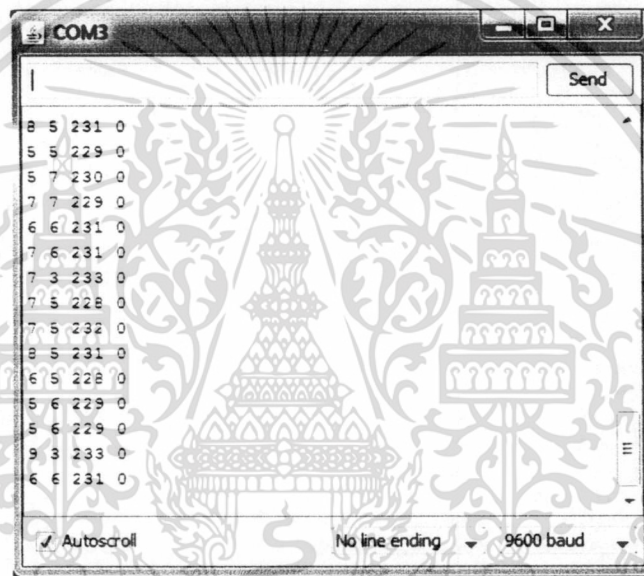 COM3
Send
8 5 231 0
5 5 229 0
5 7 230 0
7 7 229 0
6 6 231 0
7 6 231 0
7 3 233 0
7 5 228 0
7 5 232 0
8 5 231 0
6 5 228 0
5 6 229 0
5 6 229 0
9 3 233 0
6 6 231 0
Autoscroll No line ending 9600 baud